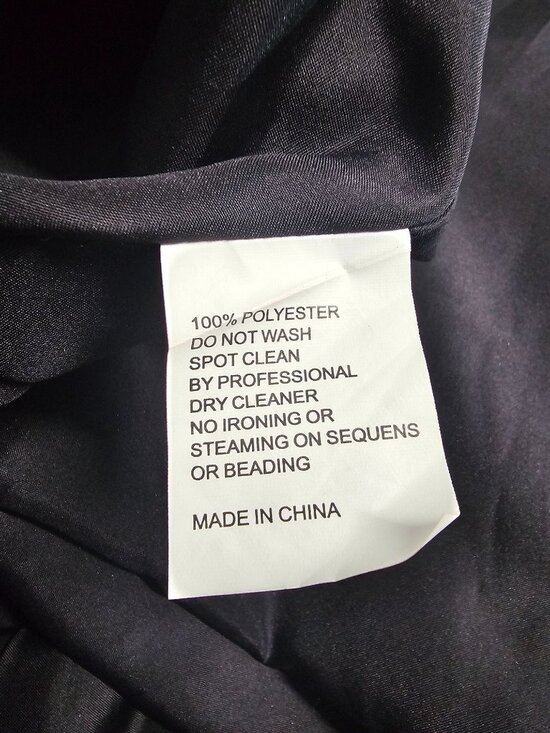 100% POLYESTER
DO NOT WASH
SPOT CLEAN
BY PROFESSIONAL
DRY CLEANER
NO IRONING OR
STEAMING ON SEQUENS
OR BEADING
MADE IN CHINA